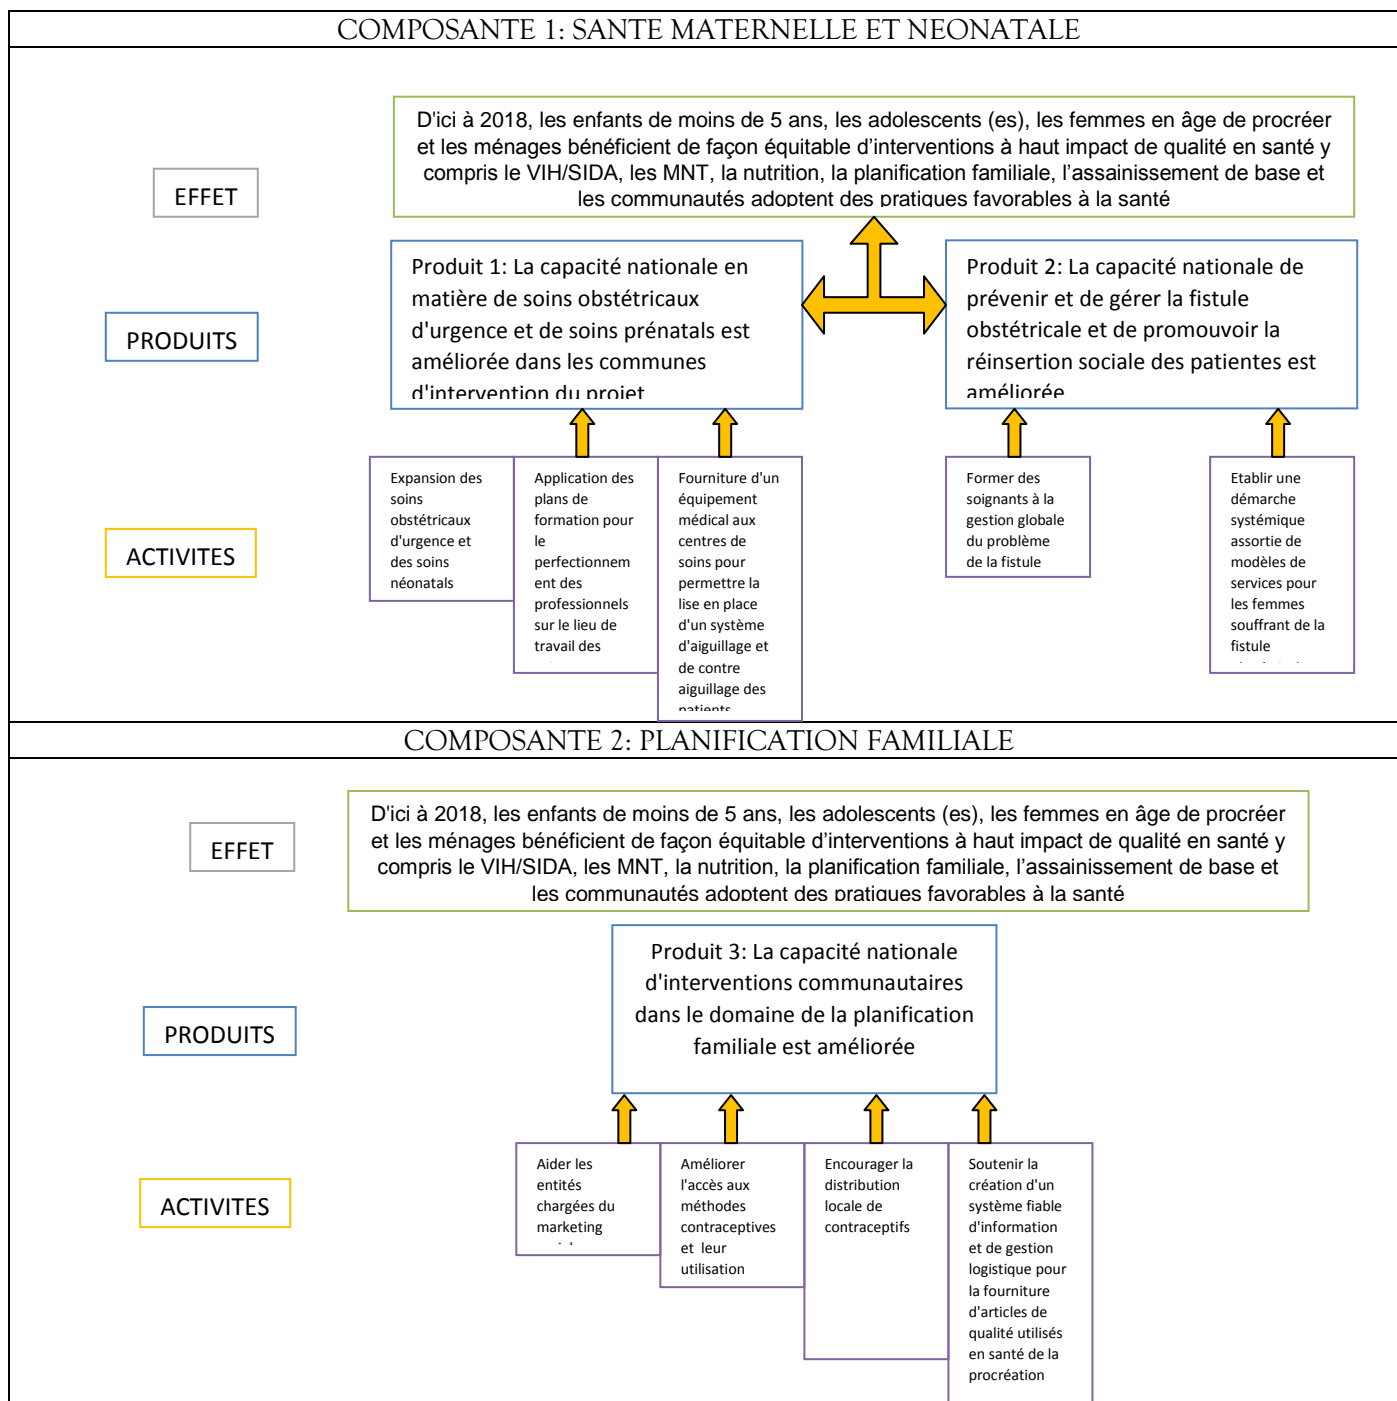 COMPOSANTE 1: SANTE MATERNELLE ET NEONATALE
D'ici à 2018, les enfants de moins de 5 ans, les adolescents (es), les femmes en âge de procréer
et les ménages bénéficient de façon équitable d'interventions à haut impact de qualité en santé y
compris le VIH/SIDA, les MNT, la nutrition, la planification familiale, l'assainissement de base et
les communautés adoptent des pratiques favorables à la santé
EFFET
Produit 1: La capacité nationale en
matière de soins obstétricaux
d'urgence et de soins prénatals est
améliorée dans les communes
d'intervention du projet
Produit 2: La capacité nationale de
prévenir et de gérer la fistule
obstétricale et de promouvoir la
réinsertion sociale des patientes est
améliorée
PRODUITS
Expansion des
soins
obstétricaux
d'urgence et
des soins
néonatals
Application des
plans de
formation pour
le
perfectionnem
ent des
professionnels
sur le lieu de
travail des
Fourniture d'un
équipement
médical aux
centres de
soins pour
permettre la
lise en place
d'un système
d'aiguillage et
de contre
aiguillage des
patients
Former des
soignants à la
gestion globale
du problème
de la fistule
Etablir une
démarche
systémique
assortie de
modèles de
services pour
les femmes
souffrant de la
fistule
ACTIVITES
COMPOSANTE 2: PLANIFICATION FAMILIALE
D'ici à 2018, les enfants de moins de 5 ans, les adolescents (es), les femmes en âge de procréer
et les ménages bénéficient de façon équitable d'interventions à haut impact de qualité en santé y
compris le VIH/SIDA, les MNT, la nutrition, la planification familiale, l'assainissement de base et
les communautés adoptent des pratiques favorables à la santé
EFFET
Produit 3: La capacité nationale
d'interventions communautaires
dans le domaine de la planification
familiale est améliorée
PRODUITS
Aider les
entités
chargées du
marketing
Améliorer
l'accès aux
méthodes
contraceptives
et leur
utilisation
Encourager la
distribution
locale de
contraceptifs
Soutenir la
création d'un
système fiable
d'information
et de gestion
logistique pour
la fourniture
d'articles de
qualité utilisés
en santé de la
procréation
ACTIVITES